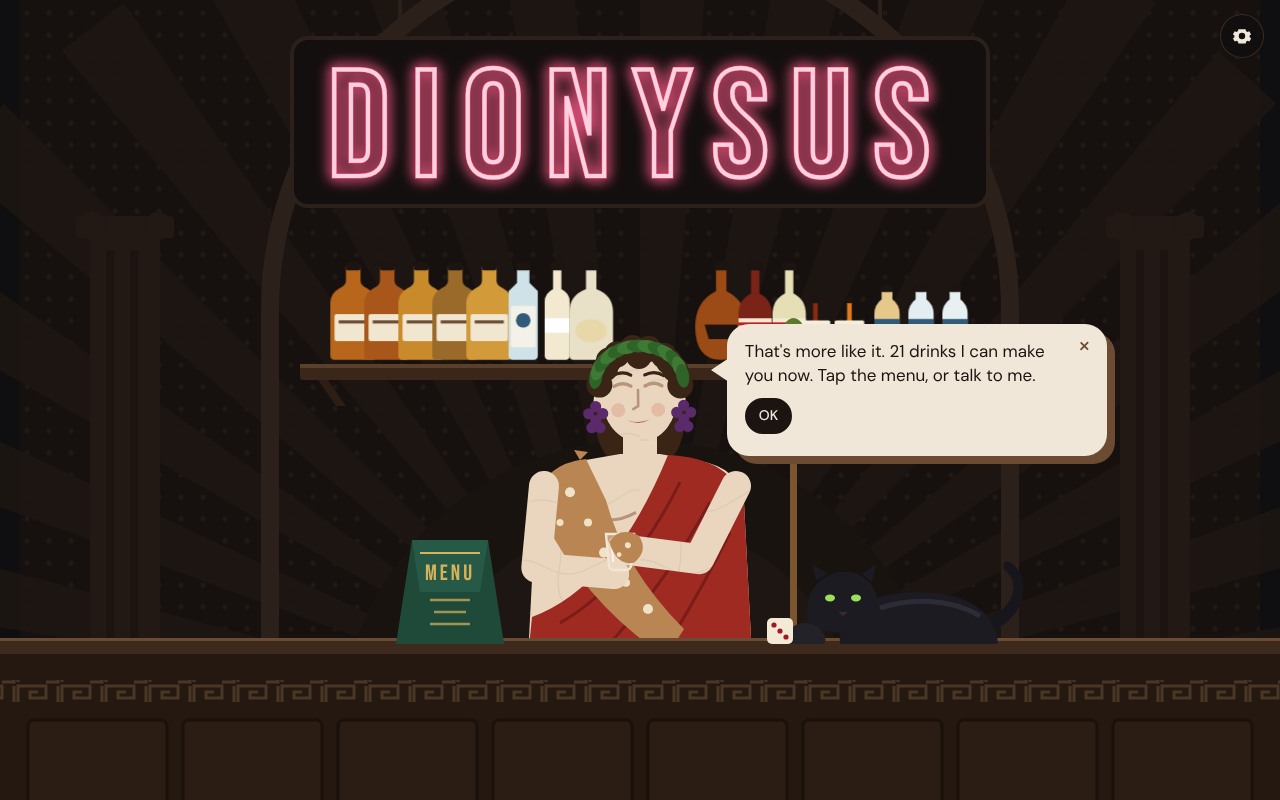 DIONYSUS
That's more like it. 21 drinks I can make
you now. Tap the menu, or talk to me.
OK
MENU